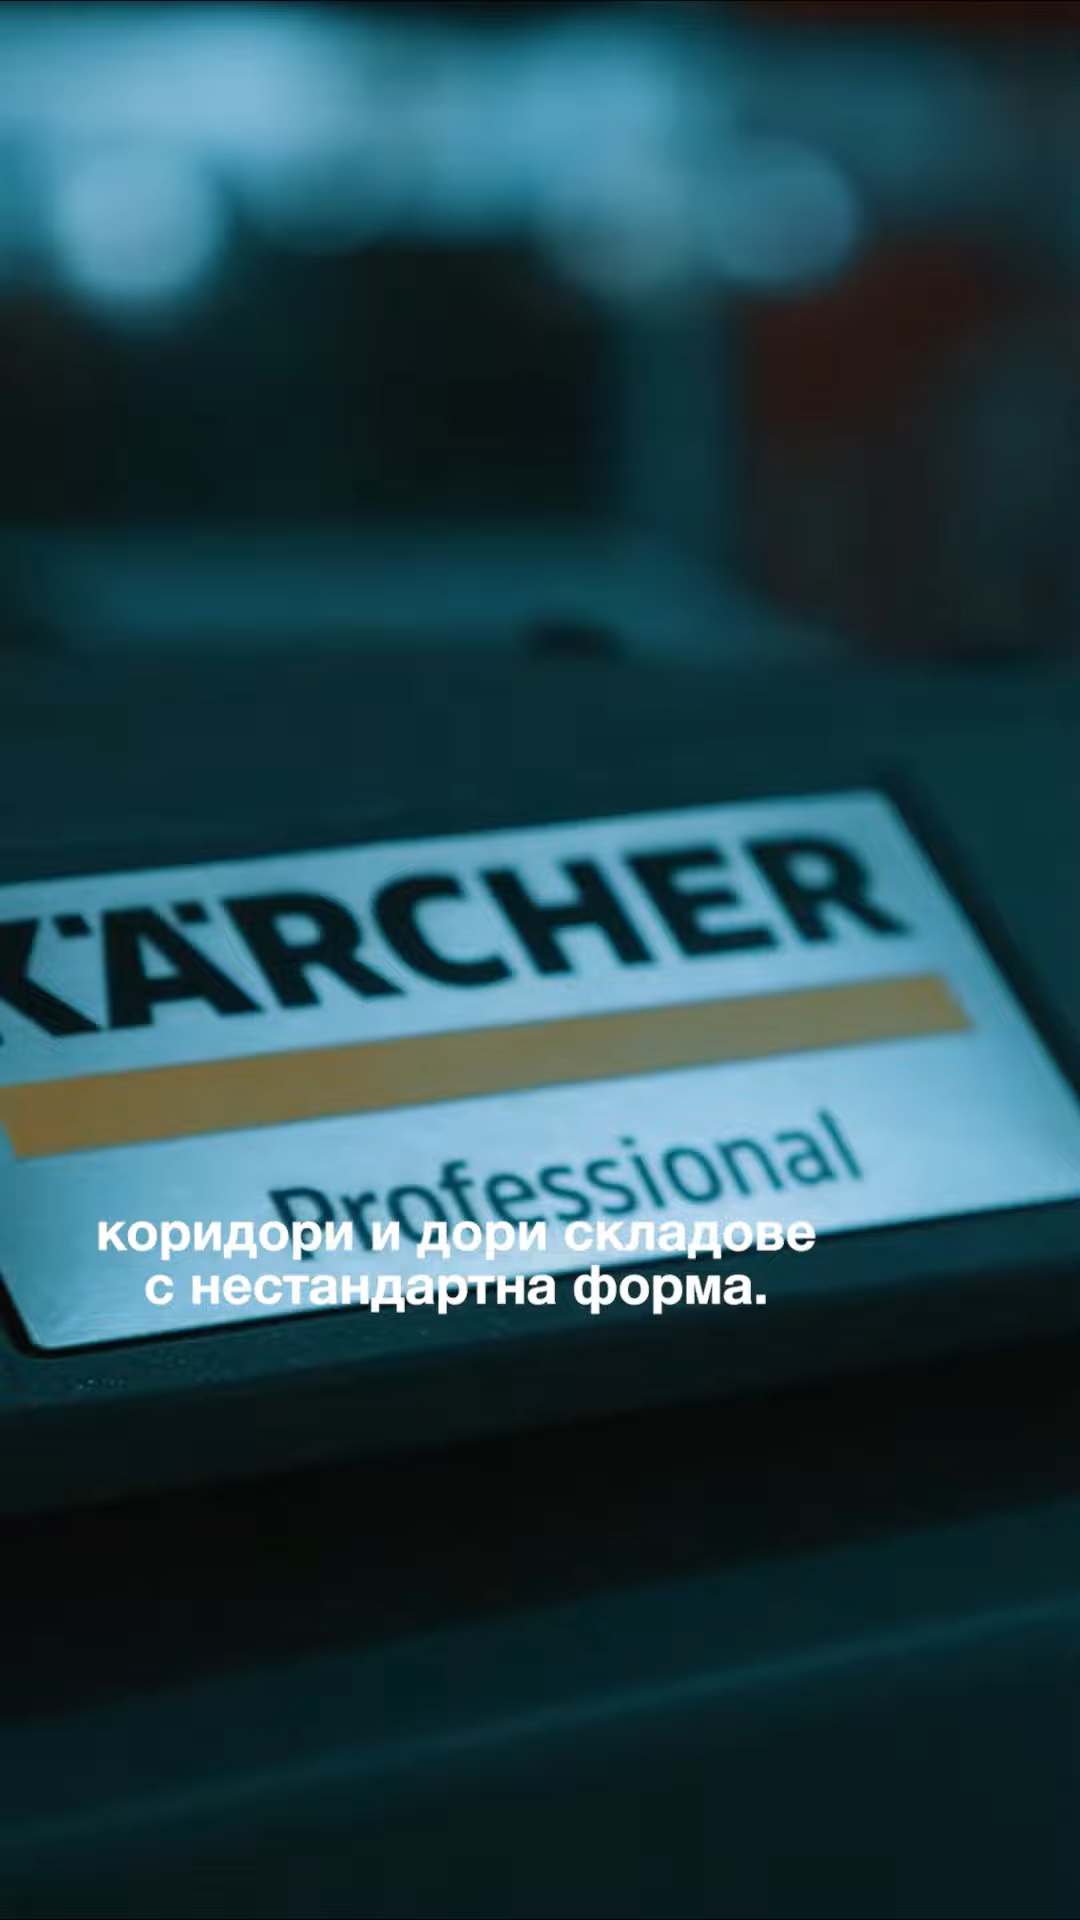 KÄRCHER
Professional
коридори и дори складове
с нестандартна форма.